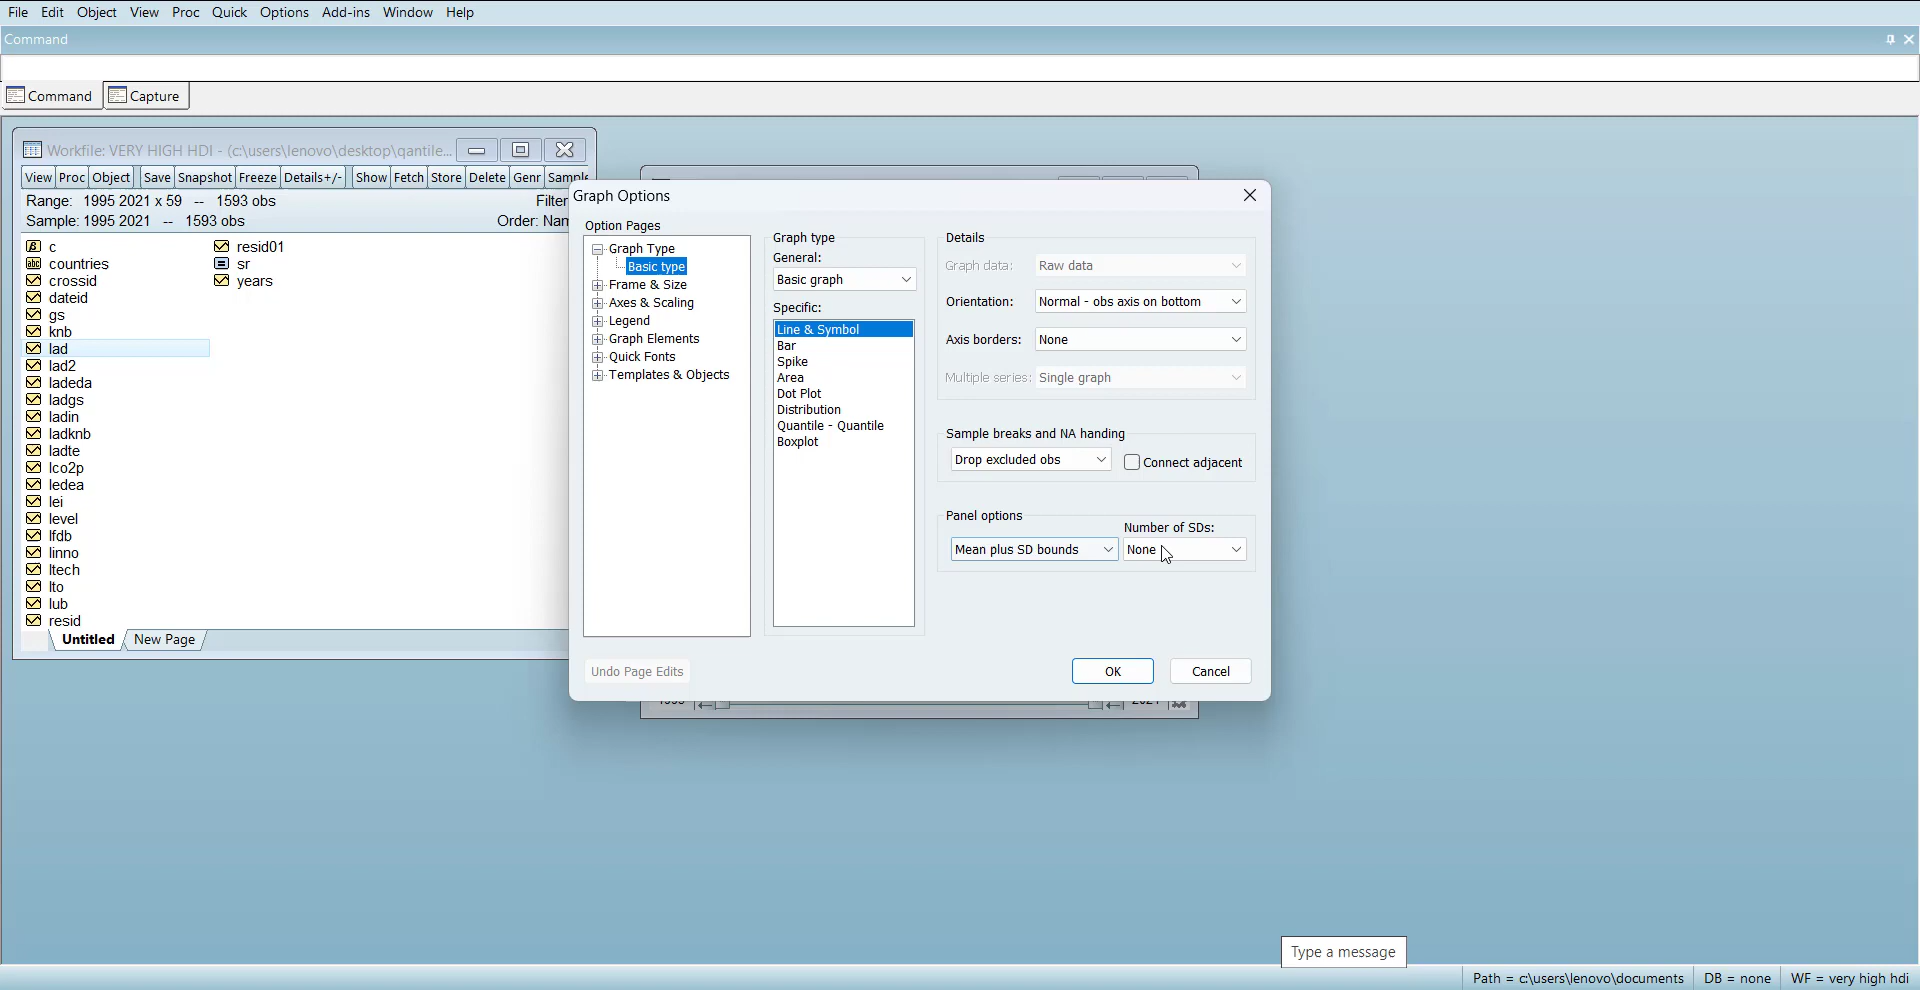 File Edit Object View Proc Quick Options Add-ins Window Help
Command
Command Capture
Workfile: VERY HIGH HDI - (c:\users\lenovo\desktop\qantile...
View Proc Object Save Snapshot Freeze Details+/- Show Fetch Store Delete Genr Sample
Range: 1995 2021 x 59 -- 1593 obs Filter
Sample: 1995 2021 -- 1593 obs Order: Nan
c
countries
crossid
dateid
gs
knb
lad
lad2
ladeda
ladgs
ladin
ladknb
ladte
lco2p
ledea
lei
level
lfdb
linno
ltech
lto
lub
resid
resid01
sr
years
Untitled New Page
Graph Options
Option Pages
Graph Type
Basic type
Frame & Size
Axes & Scaling
Legend
Graph Elements
Quick Fonts
Templates & Objects
Graph type
General:
Basic graph
Specific:
Line & Symbol
Bar
Spike
Area
Dot Plot
Distribution
Quantile - Quantile
Boxplot
Details
Graph data: Raw data
Orientation: Normal - obs axis on bottom
Axis borders: None
Multiple series: Single graph
Sample breaks and NA handing
Drop excluded obs Connect adjacent
Panel options
Number of SDs:
Mean plus SD bounds None
Undo Page Edits OK Cancel
Type a message
Path = c:\users\lenovo\documents DB = none WF = very high hdi